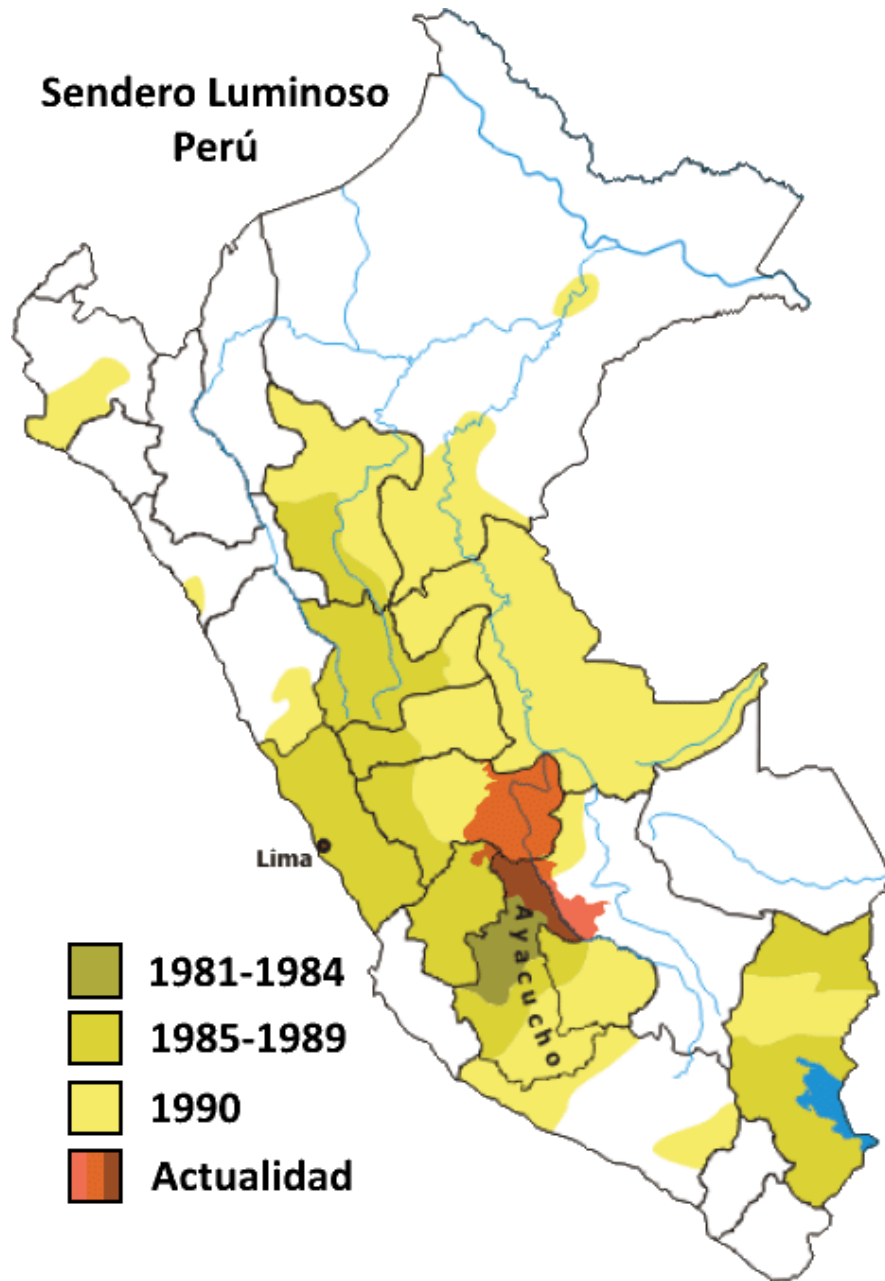 Sendero Luminoso
Perú
Lima
Ayacucho
1981-1984
1985-1989
1990
Actualidad